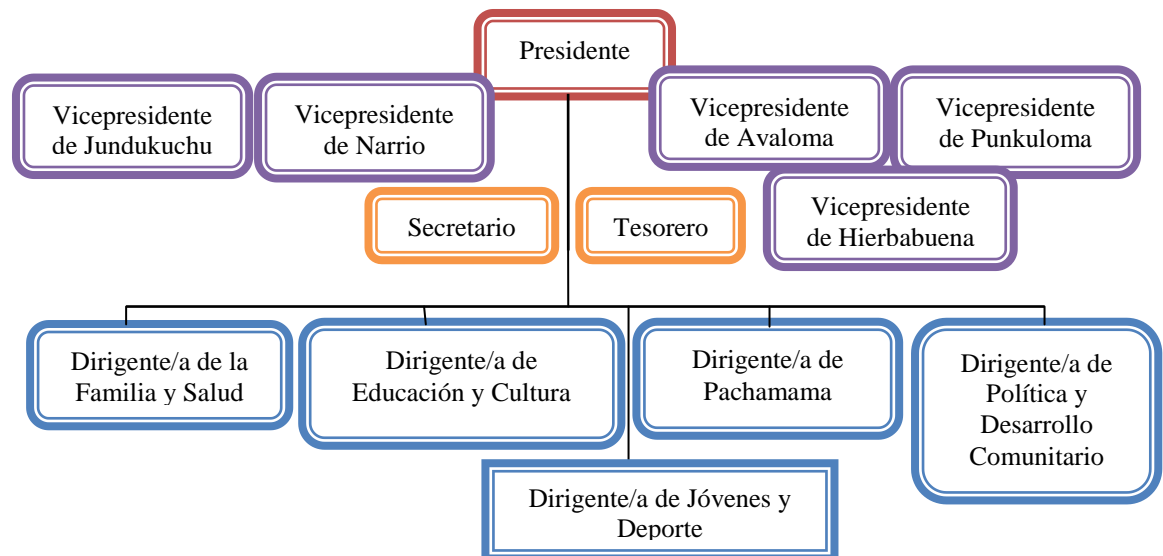 Presidente
Vicepresidente
de Jundukuchu
Vicepresidente
de Narrio
Vicepresidente
de Avaloma
Vicepresidente
de Punkuloma
Secretario
Tesorero
Vicepresidente
de Hierbabuena
Dirigente/a de la
Familia y Salud
Dirigente/a de
Educación y Cultura
Dirigente/a de
Pachamama
Dirigente/a de
Política y
Desarrollo
Comunitario
Dirigente/a de Jóvenes y
Deporte